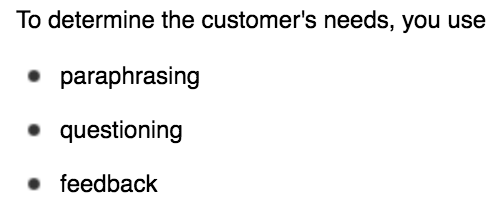 To determine the customer's needs, you use
• paraphrasing
• questioning
• feedback